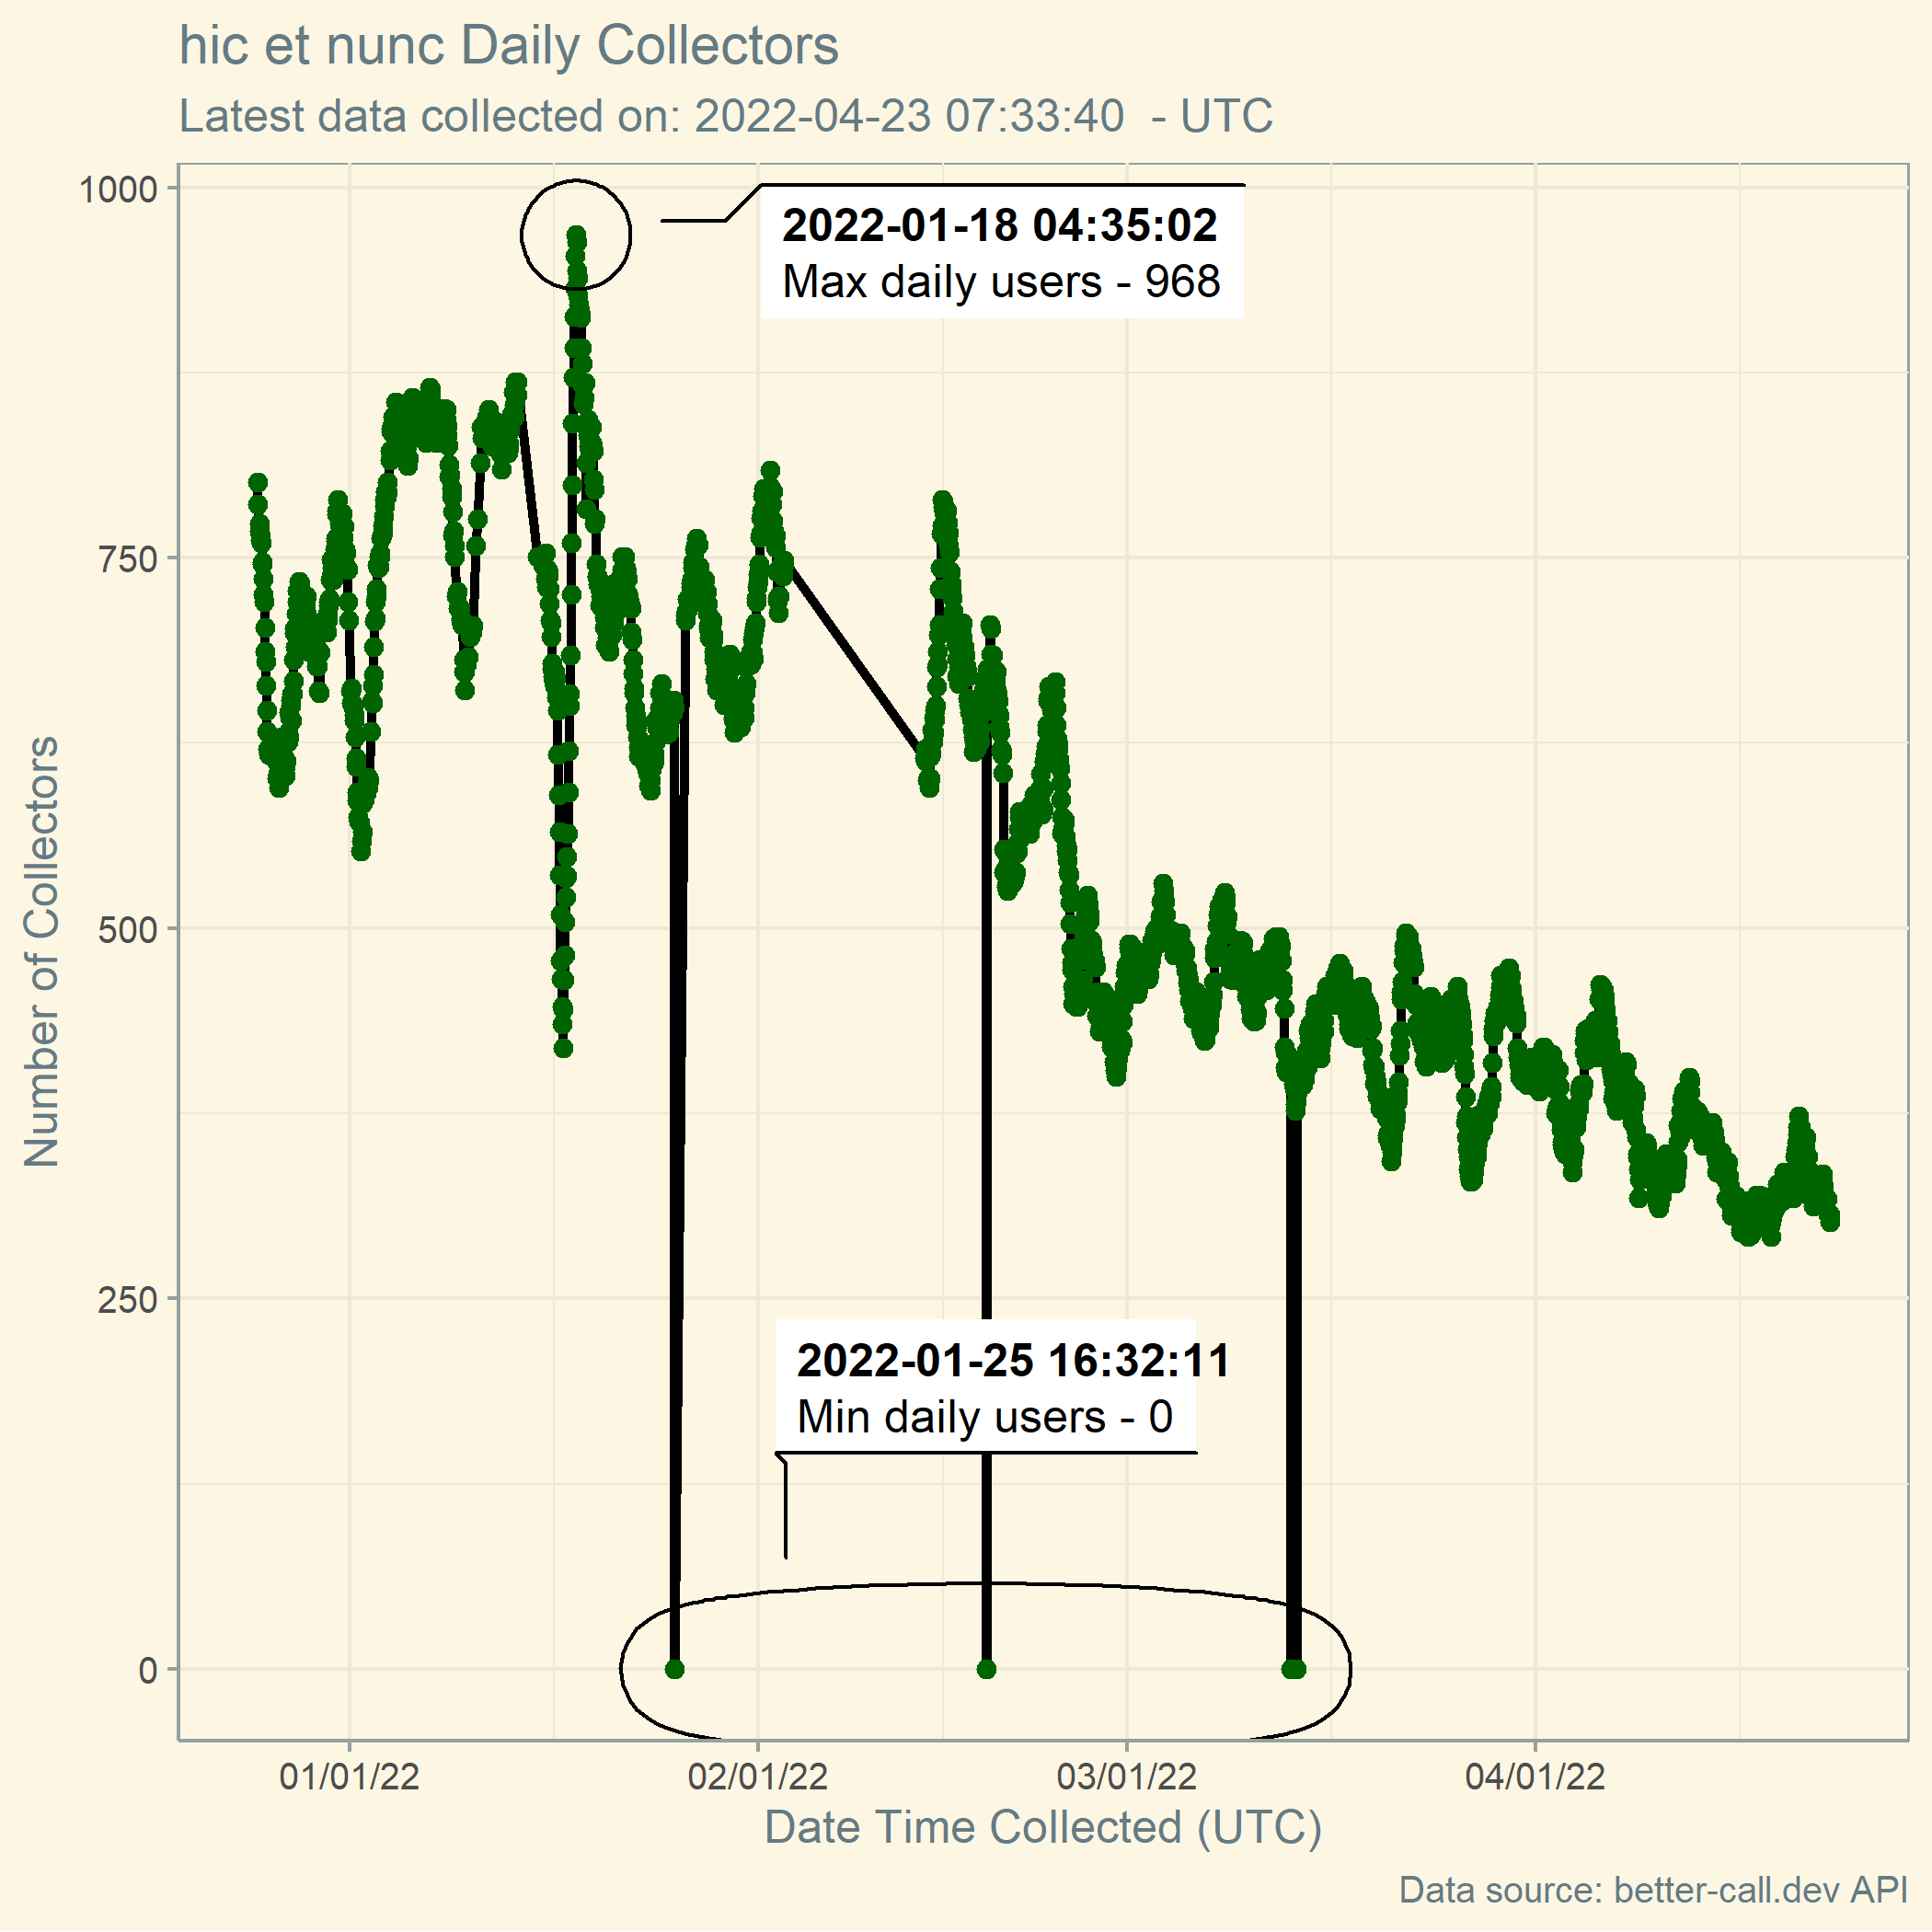 hic et nunc Daily Collectors
Latest data collected on: 2022-04-23 07:33:40  - UTC
1000
750
500
250
0
Number of Collectors
2022-01-18 04:35:02
Max daily users - 968
2022-01-25 16:32:11
Min daily users - 0
01/01/22
02/01/22
03/01/22
04/01/22
Date Time Collected (UTC)
Data source: better-call.dev API